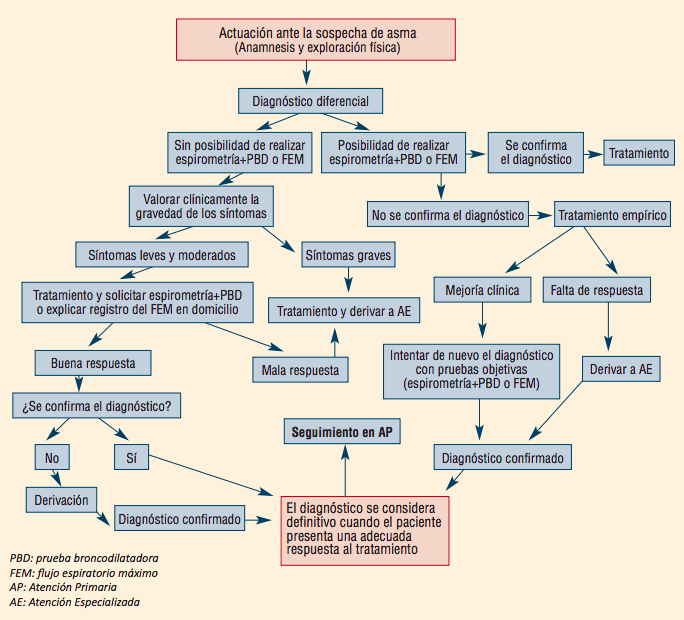 Actuación ante la sospecha de asma
(Anamnesis y exploración física)
Diagnóstico diferencial
Sin posibilidad de realizar
espirometría+PBD o FEM
Posibilidad de realizar
espirometría+PBD o FEM
Se confirma
el diagnóstico
Tratamiento
Valorar clínicamente la
gravedad de los síntomas
No se confirma el diagnóstico
Tratamiento empírico
Síntomas leves y moderados
Síntomas graves
Mejoría clínica
Falta de respuesta
Tratamiento y solicitar espirometría+PBD
o explicar registro del FEM en domicilio
Tratamiento y derivar a AE
Buena respuesta
Mala respuesta
Intentar de nuevo el diagnóstico
con pruebas objetivas
(espirometría+PBD o FEM)
Derivar a AE
¿Se confirma el diagnóstico?
Seguimiento en AP
No
Sí
Diagnóstico confirmado
Derivación
Diagnóstico confirmado
El diagnóstico se considera
definitivo cuando el paciente
presenta una adecuada
respuesta al tratamiento
PBD: prueba broncodilatadora
FEM: flujo espiratorio máximo
AP: Atención Primaria
AE: Atención Especializada